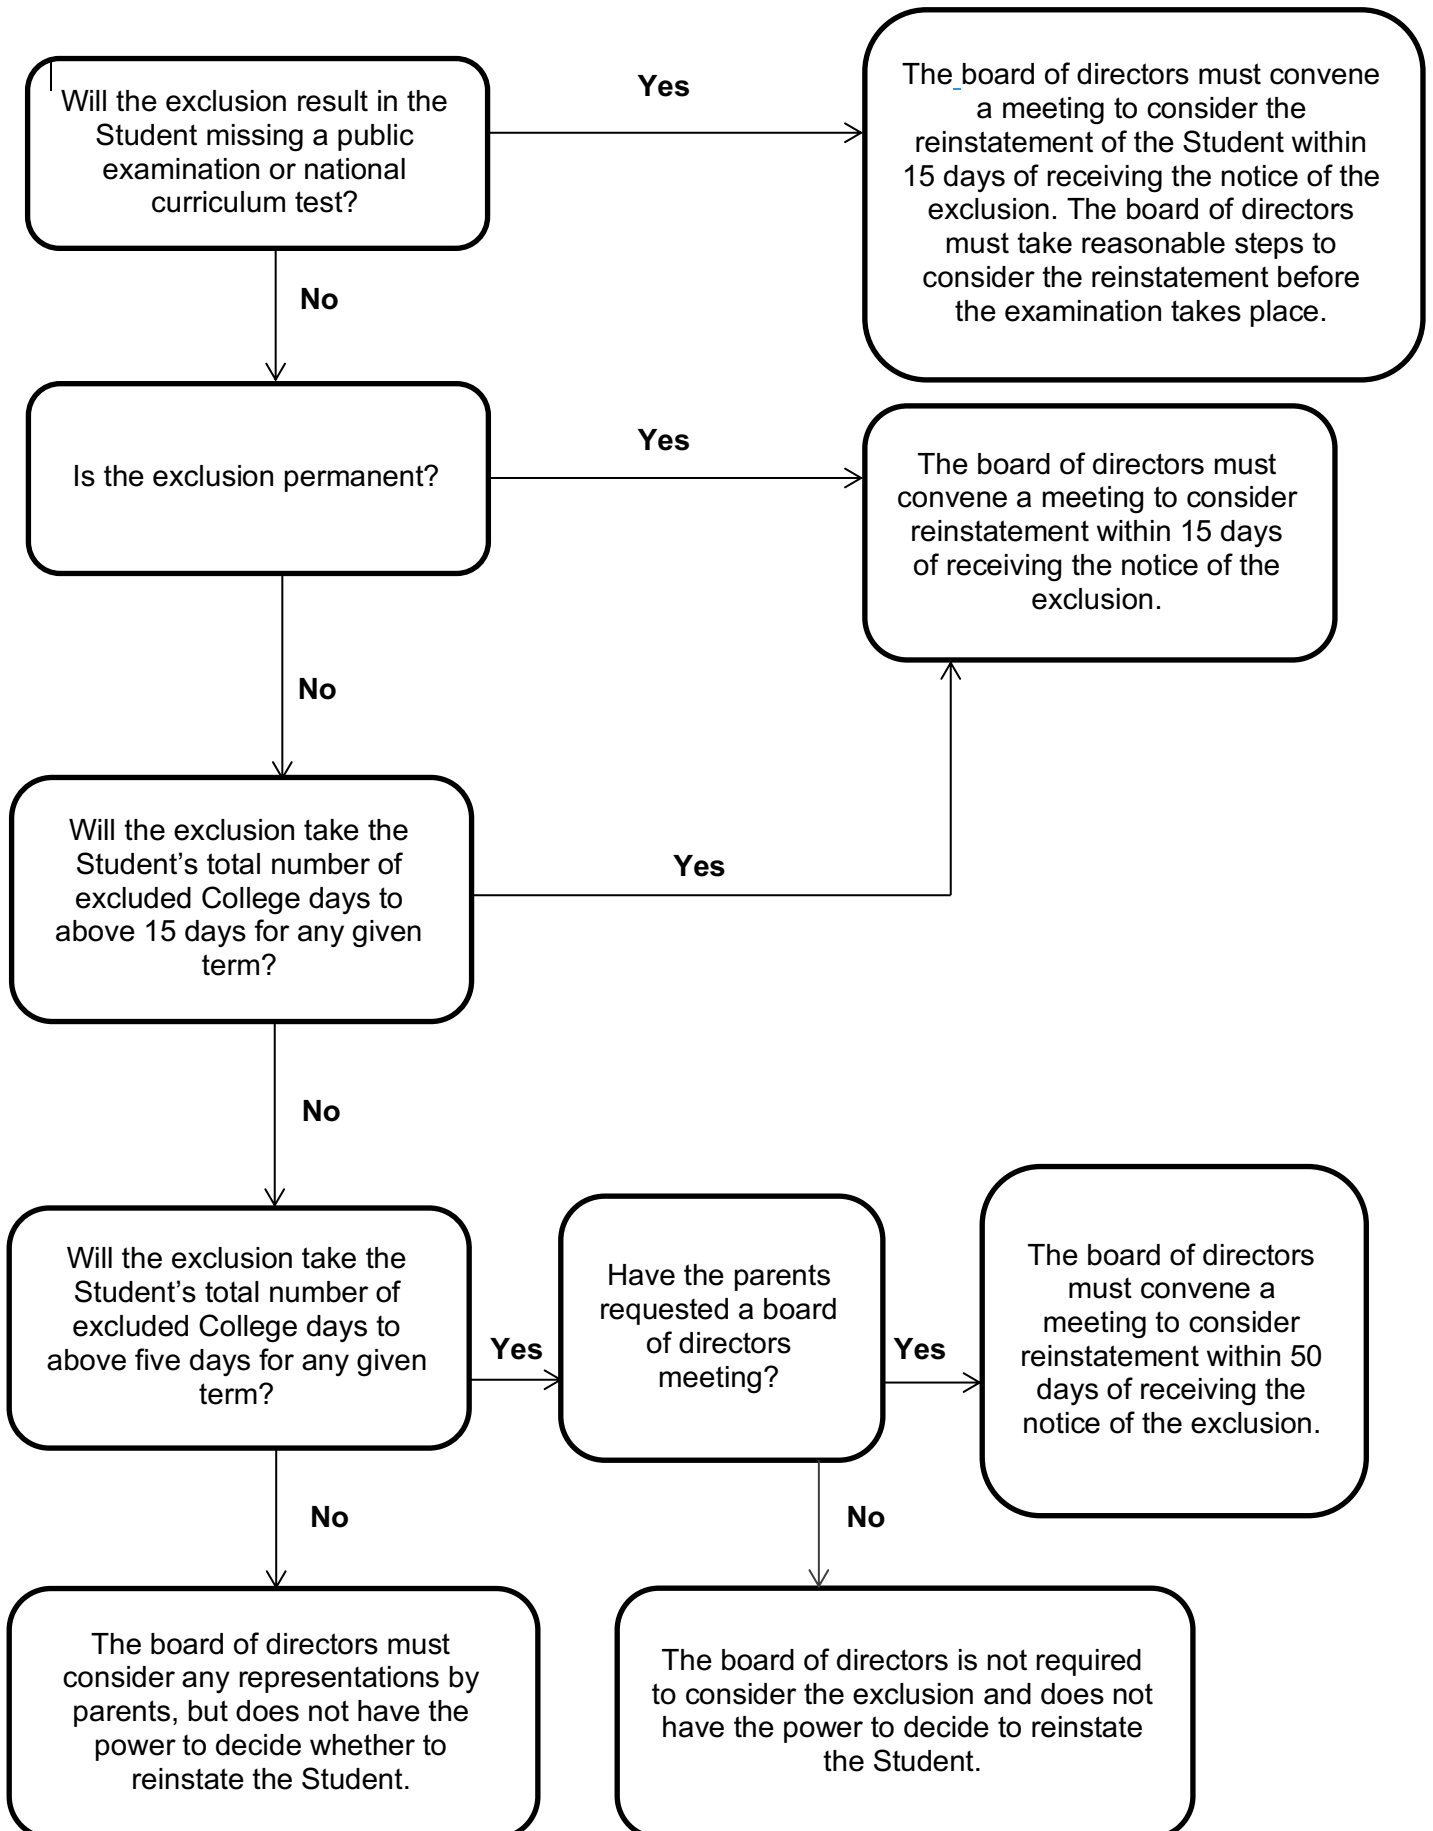 Will the exclusion result in the
Student missing a public
examination or national
curriculum test?
Yes
The board of directors must convene
a meeting to consider the
reinstatement of the Student within
15 days of receiving the notice of the
exclusion. The board of directors
must take reasonable steps to
consider the reinstatement before
the examination takes place.
No
Is the exclusion permanent?
Yes
The board of directors must
convene a meeting to consider
reinstatement within 15 days
of receiving the notice of the
exclusion.
No
Will the exclusion take the
Student’s total number of
excluded College days to
above 15 days for any given
term?
Yes
No
Will the exclusion take the
Student’s total number of
excluded College days to
above five days for any given
term?
Yes
Have the parents
requested a board
of directors
meeting?
Yes
The board of directors
must convene a
meeting to consider
reinstatement within 50
days of receiving the
notice of the exclusion.
No
No
The board of directors must
consider any representations by
parents, but does not have the
power to decide whether to
reinstate the Student.
The board of directors is not required
to consider the exclusion and does not
have the power to decide to reinstate
the Student.